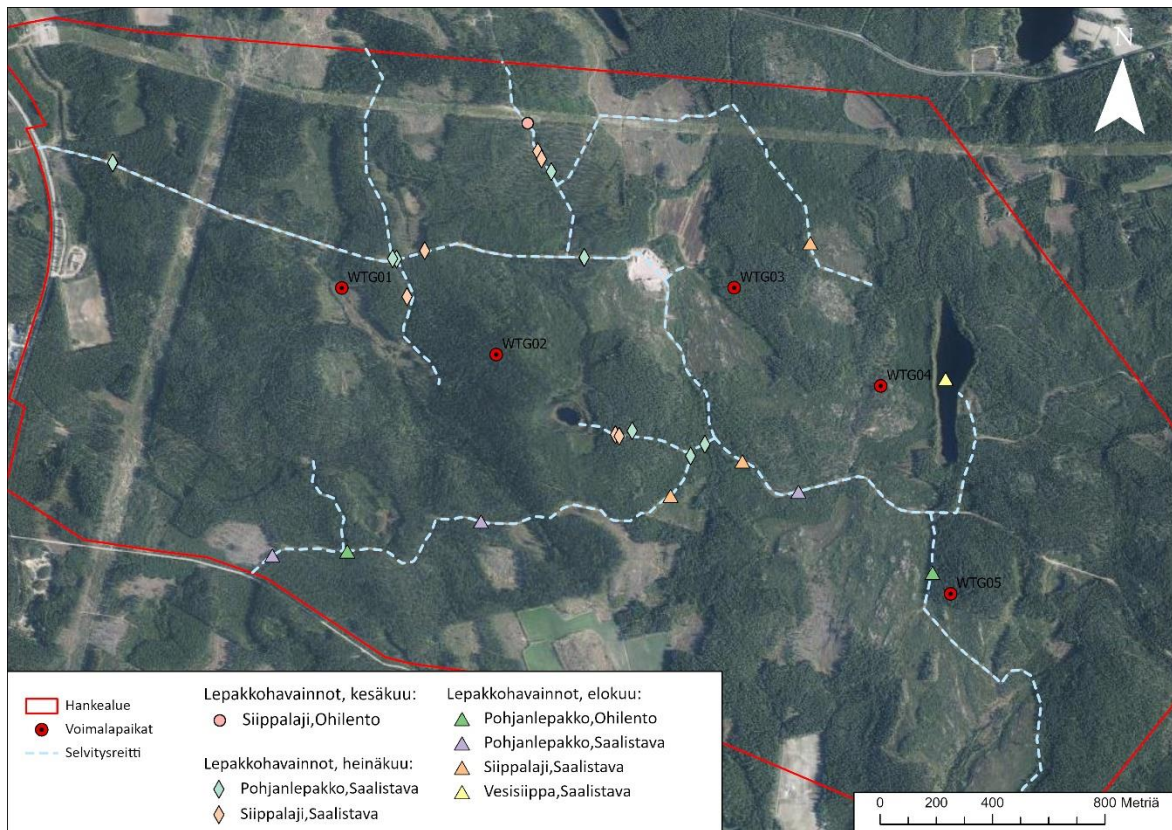 N
WTG01
WTG03
WTG02
WTG04
WTG05
Hankealue
Voimalapaikat
Selvitysreitti
Lepakkohavainnot, kesäkuu:
Siippalaji,Ohilento
Lepakkohavainnot, heinäkuu:
Pohjanlepakko,Saalistava
Siippalaji,Saalistava
Lepakkohavainnot, elokuu:
Pohjanlepakko,Ohilento
Pohjanlepakko,Saalistava
Siippalaji,Saalistava
Vesisiippa,Saalistava
0 200 400 800 Metriä